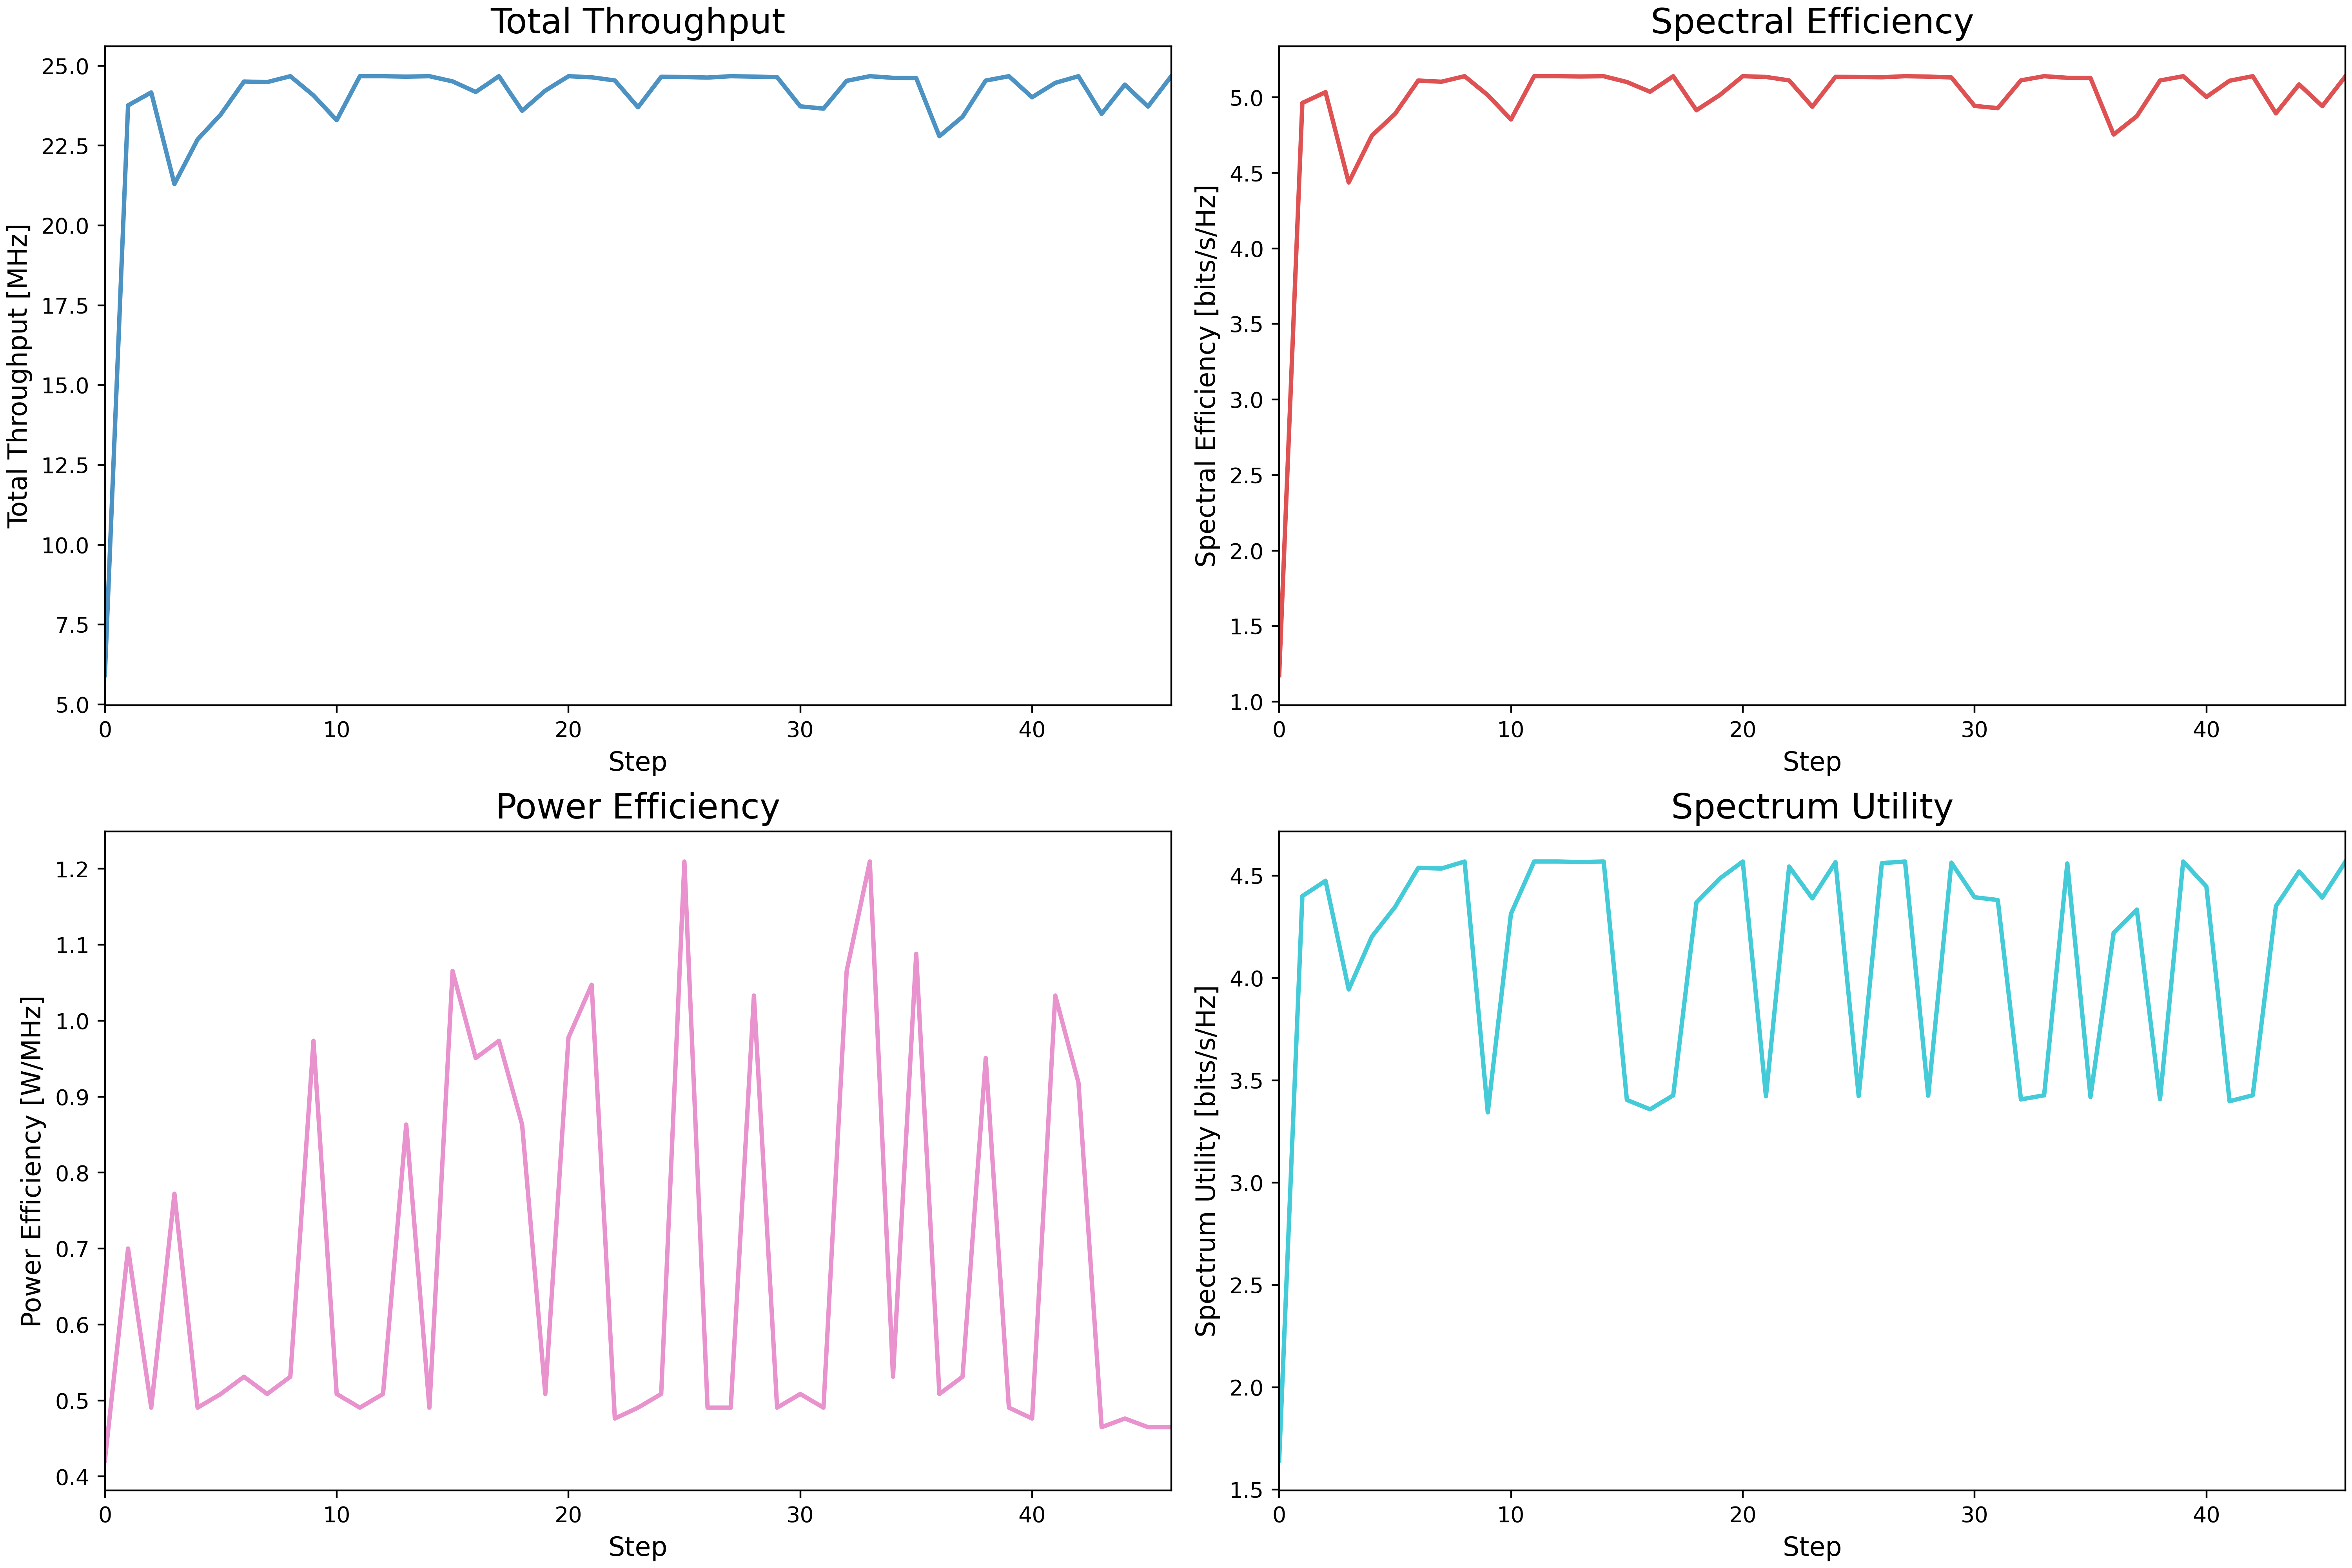 Total Throughput
Total Throughput [MHz]
25.0
22.5
20.0
17.5
15.0
12.5
10.0
7.5
5.0
0 10 20 30 40
Step
Spectral Efficiency
Spectral Efficiency [bits/s/Hz]
5.0
4.5
4.0
3.5
3.0
2.5
2.0
1.5
1.0
0 10 20 30 40
Step
Power Efficiency
Power Efficiency [W/MHz]
1.2
1.1
1.0
0.9
0.8
0.7
0.6
0.5
0.4
0 10 20 30 40
Step
Spectrum Utility
Spectrum Utility [bits/s/Hz]
4.5
4.0
3.5
3.0
2.5
2.0
1.5
0 10 20 30 40
Step